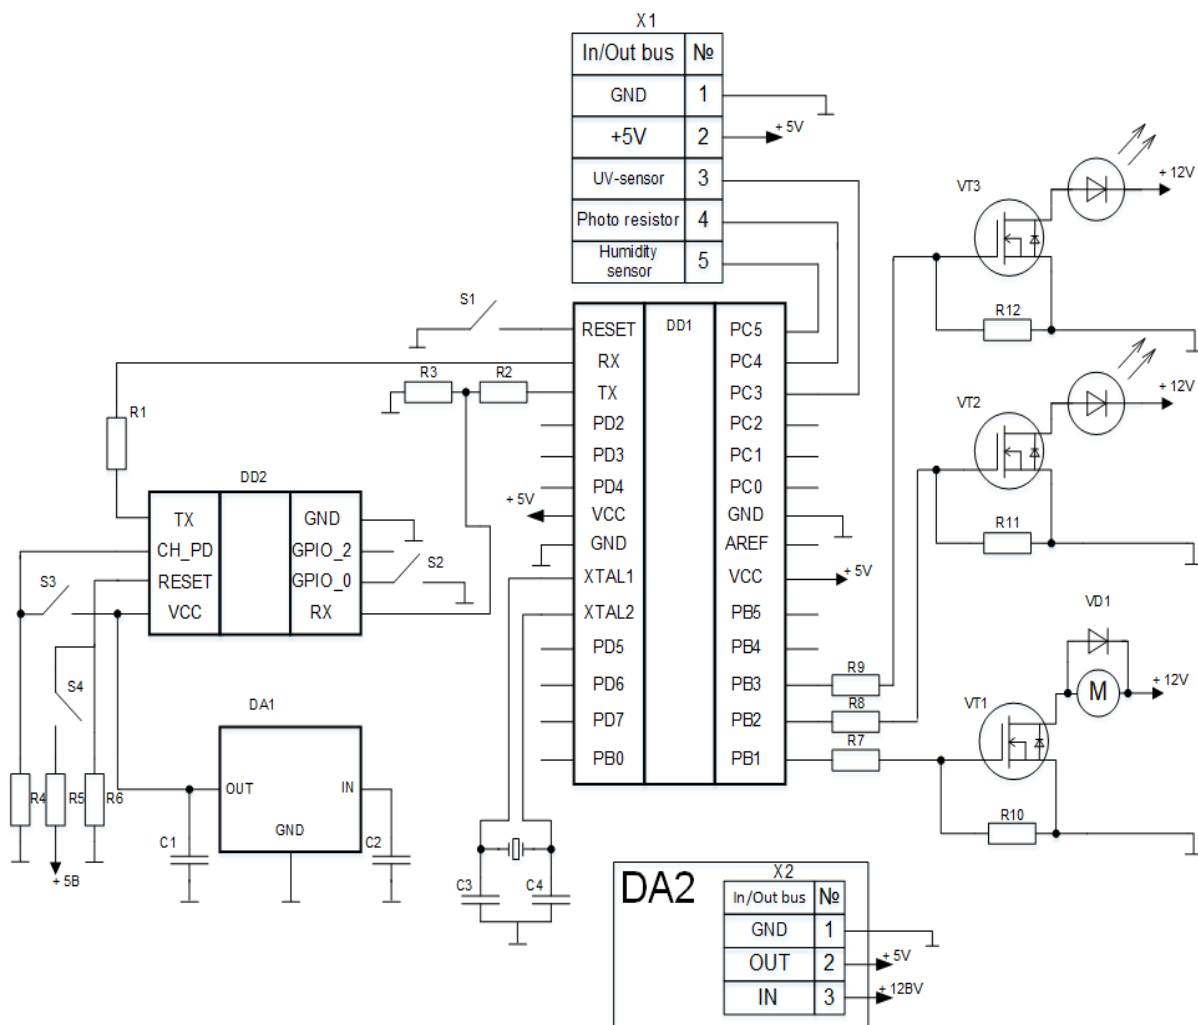 X1
In/Out bus №
GND 1
+5V 2
+ 5V
UV-sensor 3
Photo resistor 4
Humidity
sensor 5
VT3
+ 12V
R12
S1
RESET DD1 PC5
RX PC4
R3 R2
TX PC3
PD2 PC2
PD3 PC1
PD4 PC0
+ 5V
VCC GND
GND AREF
XTAL1 VCC
+ 5V
XTAL2 PB5
PD5 PB4
PD6 PB3
PD7 PB2
PB0 PB1
R9
R8
R7
VT2
+ 12V
R11
R1
DD2
TX GND
CH_PD GPIO_2
RESET GPIO_0
VCC RX
S3
S2
S4
DA1
OUT IN
GND
R4 R5 R6
+ 5B
C1 C2
C3 C4
VD1
M
+ 12V
VT1
R10
DA2
X2
In/Out bus №
GND 1
OUT 2
+ 5V
IN 3
+ 12BV